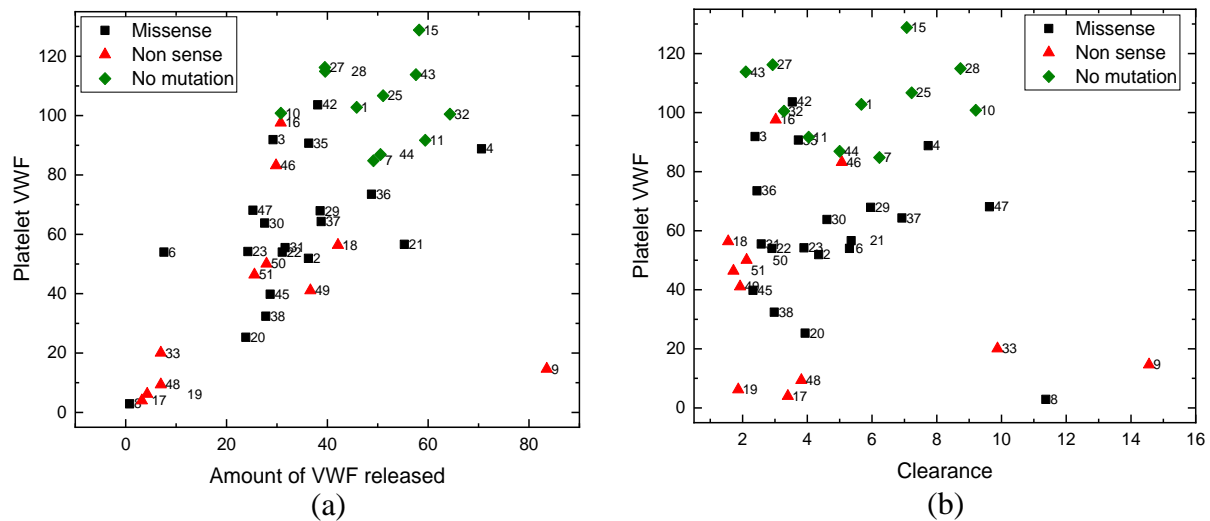 Missense
Non sense
No mutation
15
27 28 43
25
10 42 1 32
16
3 35 11 4
46 7 44
36
47 29 37
30
6 23 31 22 18 21
50 2
51 49
45
38
20
33
48 19 9
8 17
0
20
40
60
80
100
120
Platelet VWF
0 20 40 60 80
Amount of VWF released
(a)
Missense
Non sense
No mutation
15
43 27 28
42 1 25 10
16 32
3 35 11 4
44 46 7
36
30 29 37 47
18 31 22 23 21 6
50 2
51
49 45
38
20
33
19 48 9
17 8
0
20
40
60
80
100
120
Platelet VWF
2 4 6 8 10 12 14 16
Clearance
(b)